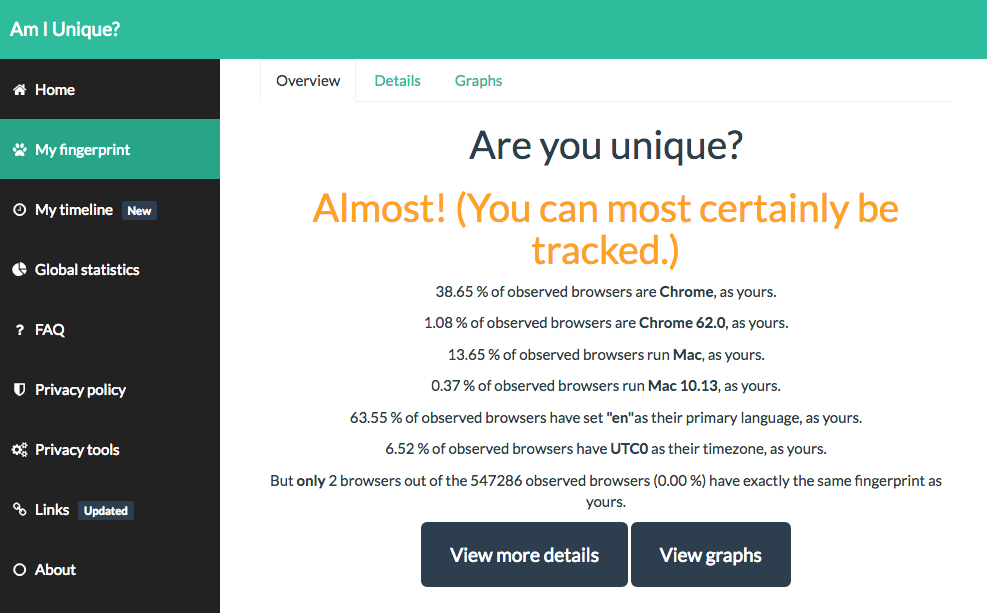 Am I Unique?
Home
My fingerprint
My timeline New
Global statistics
? FAQ
Privacy policy
Privacy tools
Links Updated
About
Overview Details Graphs
Are you unique?
Almost! (You can most certainly be
tracked.)
38.65 % of observed browsers are Chrome, as yours.
1.08 % of observed browsers are Chrome 62.0, as yours.
13.65 % of observed browsers run Mac, as yours.
0.37 % of observed browsers run Mac 10.13, as yours.
63.55 % of observed browsers have set "en"as their primary language, as yours.
6.52 % of observed browsers have UTC0 as their timezone, as yours.
But only 2 browsers out of the 547286 observed browsers (0.00 %) have exactly the same fingerprint as
yours.
View more details View graphs